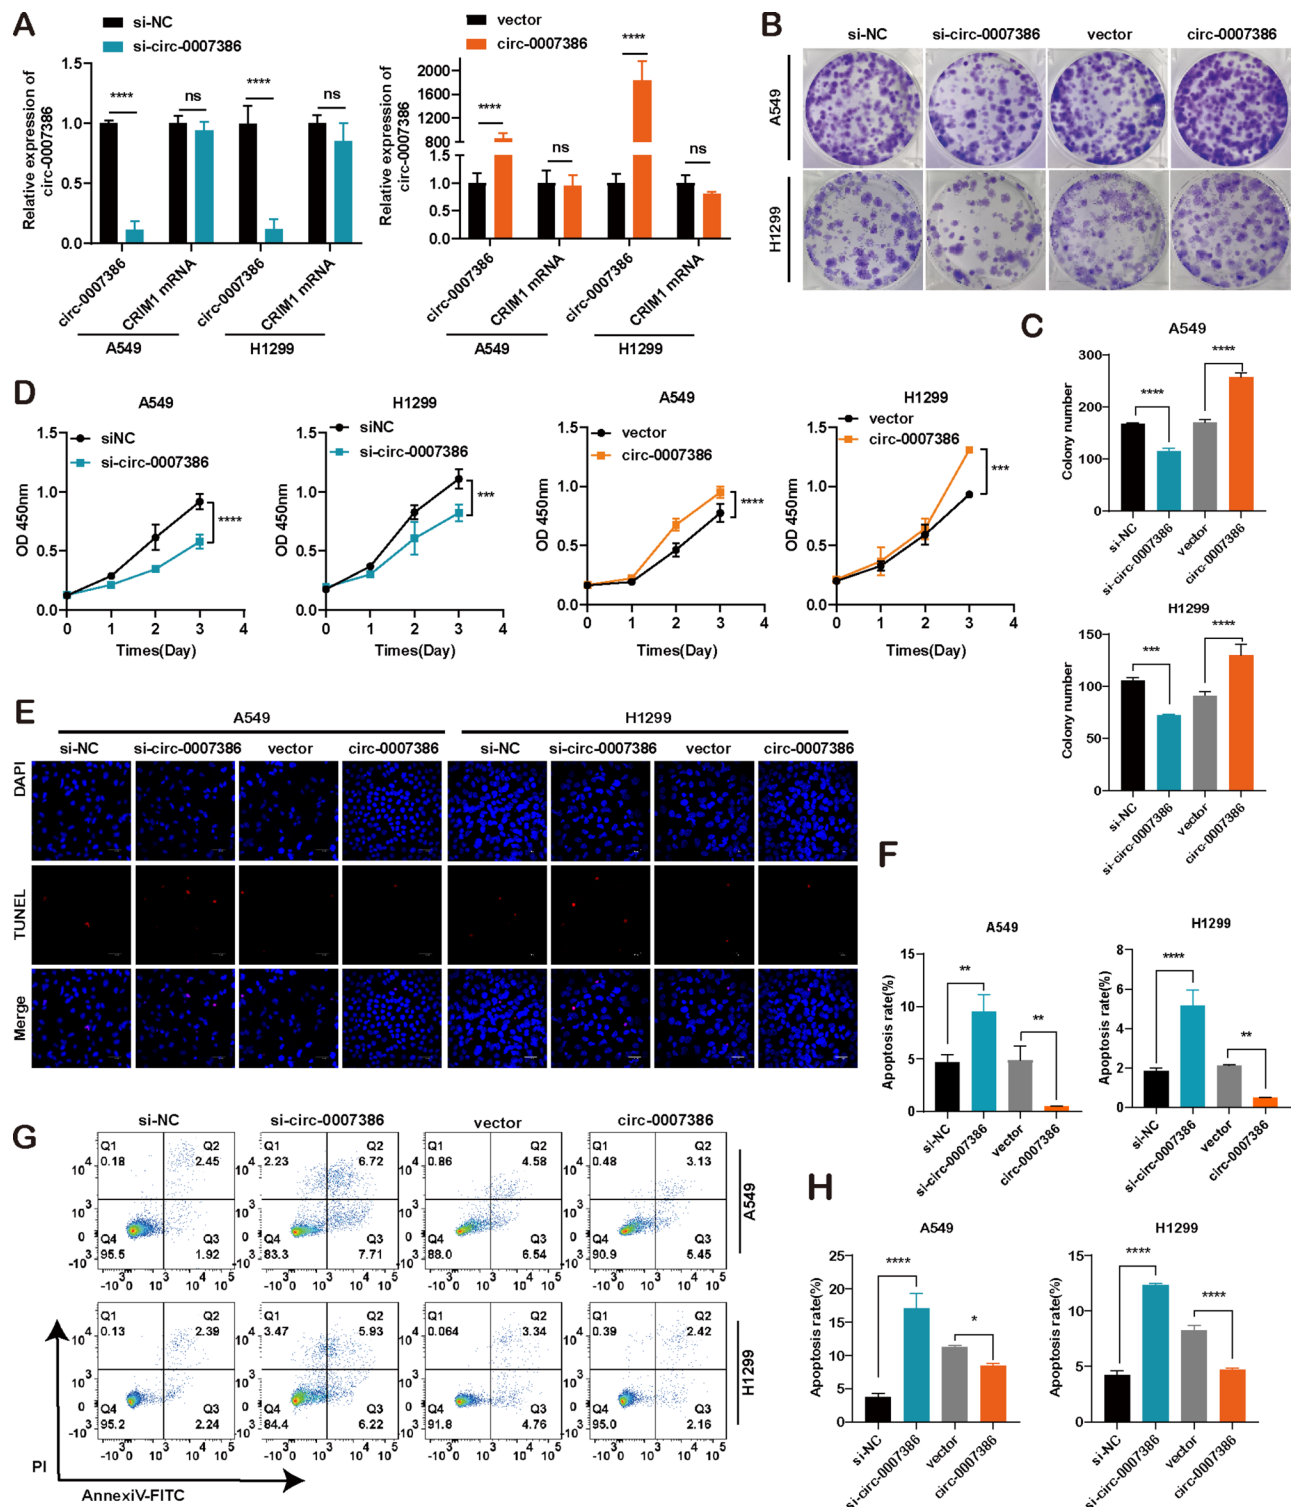 A
si-NC
si-circ-0007386
Relative expression of
circ-0007386
1.5
1.0
0.5
0.0
****
ns
****
ns
circ-0007386
CRIM1 mRNA
circ-0007386
CRIM1 mRNA
A549
H1299
vector
circ-0007386
Relative expression of
circ-0007386
2000
1600
1200
800
1.5
1.0
0.5
0.0
****
ns
****
ns
circ-0007386
CRIM1 mRNA
circ-0007386
CRIM1 mRNA
A549
H1299
B
si-NC
si-circ-0007386
vector
circ-0007386
A549
H1299
C
A549
Colony number
300
200
100
0
****
****
si-NC
si-circ-0007386
vector
circ-0007386
H1299
Colony number
150
100
50
0
***
****
si-NC
si-circ-0007386
vector
circ-0007386
D
A549
siNC
si-circ-0007386
OD 450nm
1.5
1.0
0.5
0.0
****
0 1 2 3 4
Times(Day)
H1299
siNC
si-circ-0007386
OD 450nm
1.5
1.0
0.5
0.0
***
0 1 2 3 4
Times(Day)
A549
vector
circ-0007386
OD 450nm
1.5
1.0
0.5
0.0
****
0 1 2 3 4
Times(Day)
H1299
vector
circ-0007386
OD 450nm
1.5
1.0
0.5
0.0
***
0 1 2 3 4
Times(Day)
E
A549
H1299
si-NC
si-circ-0007386
vector
circ-0007386
si-NC
si-circ-0007386
vector
circ-0007386
DAPI
TUNEL
Merge
F
A549
Apoptosis rate(%)
15
10
5
0
**
**
si-NC
si-circ-0007386
vector
circ-0007386
H1299
Apoptosis rate(%)
8
6
4
2
0
****
**
si-NC
si-circ-0007386
vector
circ-0007386
G
si-NC
si-circ-0007386
vector
circ-0007386
Q1
0.18
Q2
2.45
Q4
95.5
Q3
1.92
Q1
2.23
Q2
6.72
Q4
83.3
Q3
7.71
Q1
0.86
Q2
4.58
Q4
88.0
Q3
6.54
Q1
0.48
Q2
3.13
Q4
90.9
Q3
5.45
10⁴
10³
0
-10³
-10³ 0 10³ 10⁴ 10⁵
A549
Q1
0.13
Q2
2.39
Q4
95.2
Q3
2.24
Q1
3.47
Q2
5.93
Q4
84.4
Q3
6.22
Q1
0.064
Q2
3.34
Q4
91.8
Q3
4.76
Q1
0.39
Q2
2.42
Q4
95.0
Q3
2.16
10⁴
10³
0
-10³
-10³ 0 10³ 10⁴ 10⁵
H1299
PI
AnnexiV-FITC
H
A549
Apoptosis rate(%)
25
20
15
10
5
0
****
*
si-NC
si-circ-0007386
vector
circ-0007386
H1299
Apoptosis rate(%)
15
10
5
0
****
****
si-NC
si-circ-0007386
vector
circ-0007386